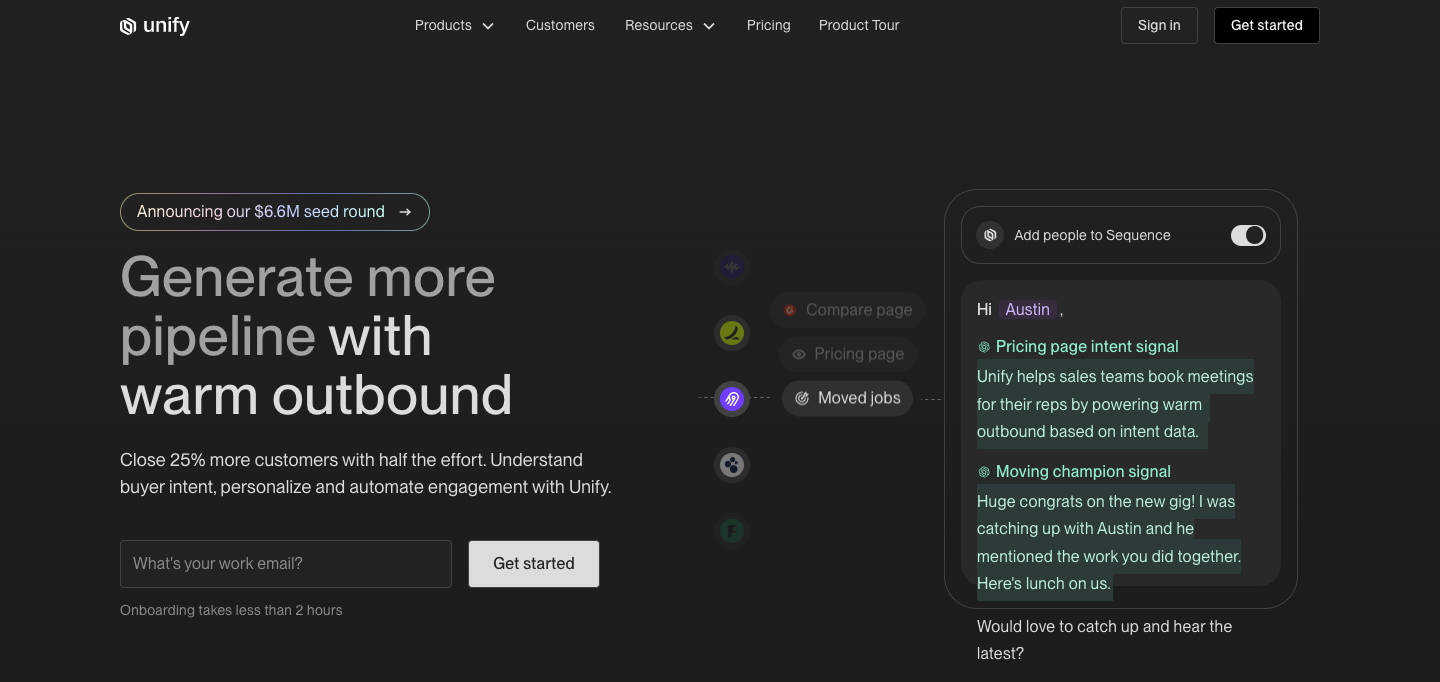 unify
Products
Customers
Resources
Pricing
Product Tour
Sign in
Get started
Announcing our $6.6M seed round →
Generate more
pipeline with
warm outbound
Close 25% more customers with half the effort. Understand
buyer intent, personalize and automate engagement with Unify.
What's your work email?
Get started
Onboarding takes less than 2 hours
Compare page
Pricing page
Moved jobs
F
Add people to Sequence
Hi Austin ,
Pricing page intent signal
Unify helps sales teams book meetings
for their reps by powering warm
outbound based on intent data.
Moving champion signal
Huge congrats on the new gig! I was
catching up with Austin and he
mentioned the work you did together.
Here's lunch on us.
Would love to catch up and hear the
latest?